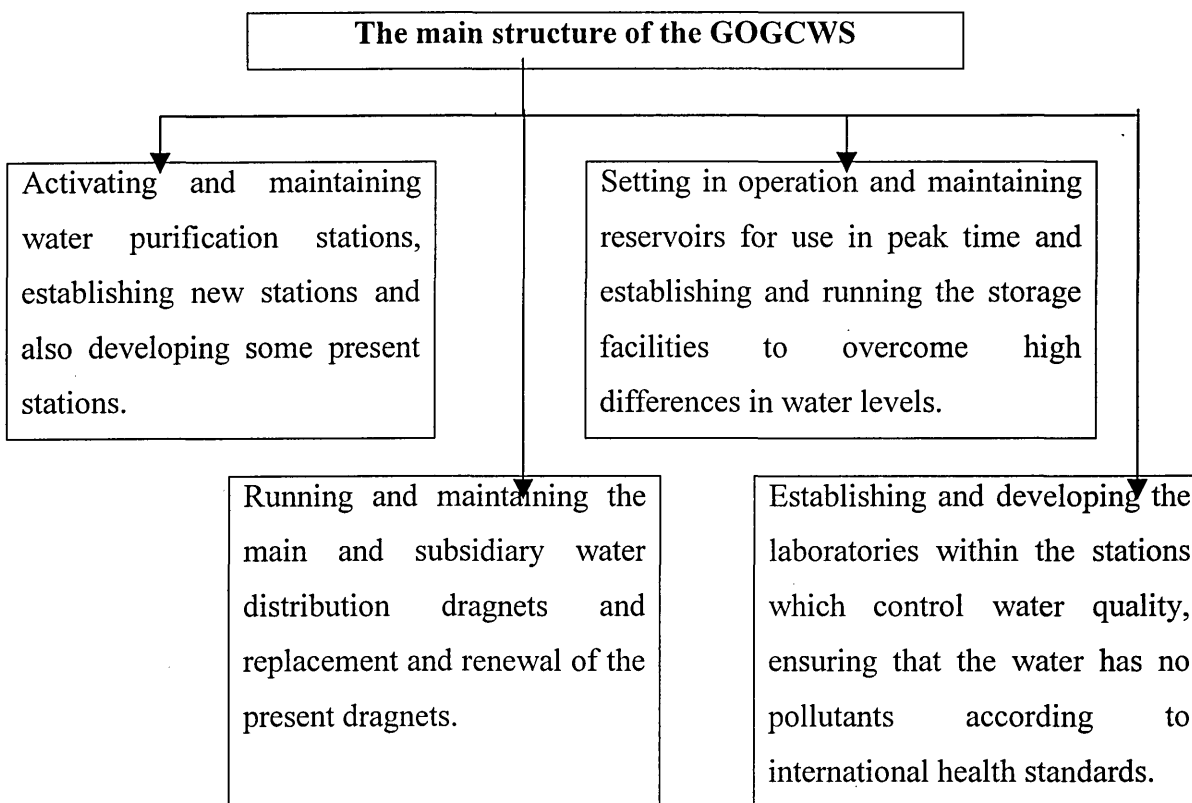 The main structure of the GOGCWS
Activating and maintaining
water purification stations,
establishing new stations and
also developing some present
stations.
Setting in operation and maintaining
reservoirs for use in peak time and
establishing and running the storage
facilities to overcome high
differences in water levels.
Running and maintaining the
main and subsidiary water
distribution dragnets and
replacement and renewal of the
present dragnets.
Establishing and developing the
laboratories within the stations
which control water quality,
ensuring that the water has no
pollutants according to
international health standards.